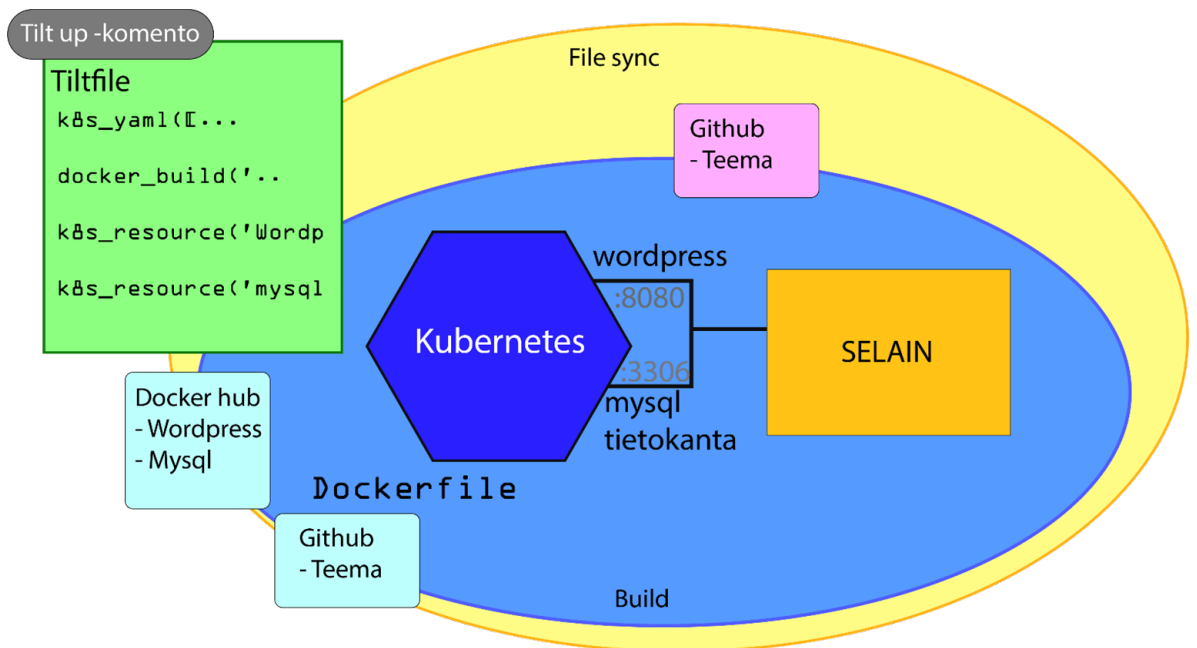 Tilt up -komento
Tiltfile
k8s_yaml([...
docker_build('..
k8s_resource('Wordp
k8s_resource('mysql
File sync
Github
- Teema
wordpress
:8080
Kubernetes
SELAIN
:3306
mysql
tietokanta
Docker hub
- Wordpress
- Mysql
Dockerfile
Github
- Teema
Build